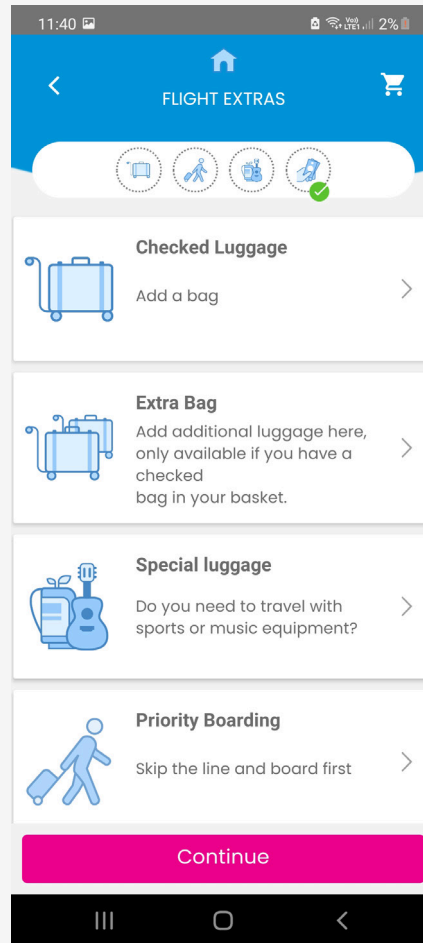 11:40 2%
FLIGHT EXTRAS
Checked Luggage
Add a bag
Extra Bag
Add additional luggage here,
only available if you have a
checked
bag in your basket.
Special luggage
Do you need to travel with
sports or music equipment?
Priority Boarding
Skip the line and board first
Continue